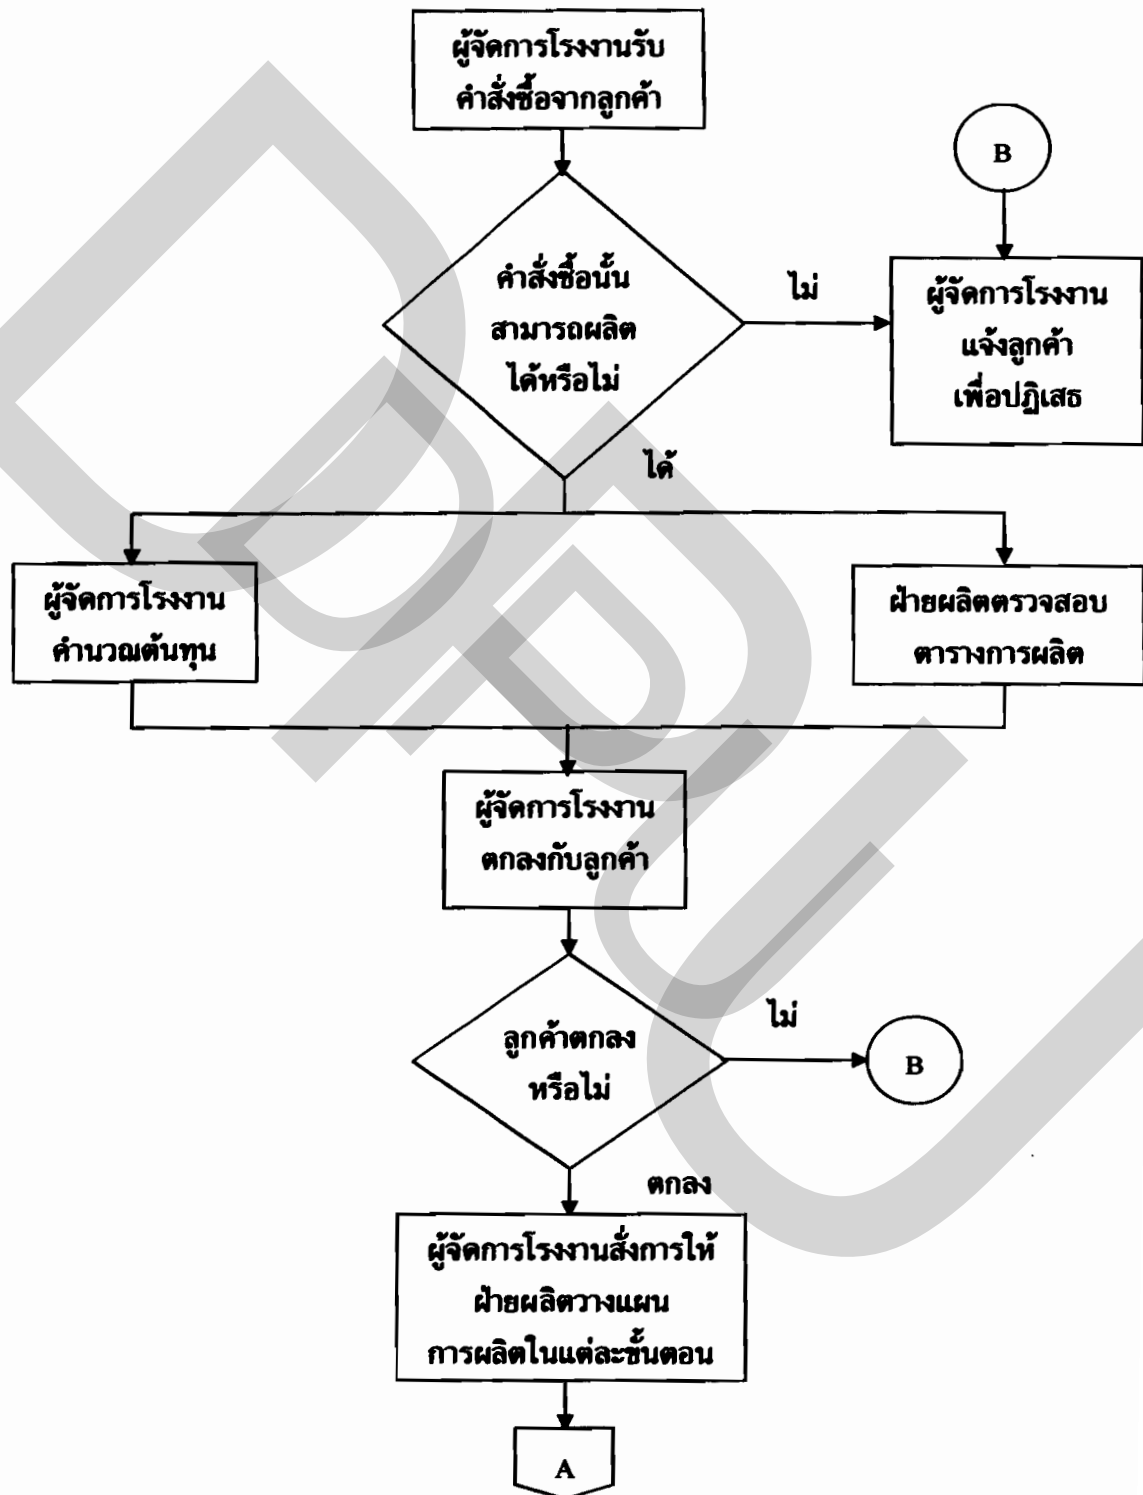 ผู้จัดการโรงงานรับ
คำสั่งซื้อจากลูกค้า
B
คำสั่งซื้อนั้น
สามารถผลิต
ได้หรือไม่
ไม่
ผู้จัดการโรงงาน
แจ้งลูกค้า
เพื่อปฏิเสธ
ได้
ผู้จัดการโรงงาน
คำนวณต้นทุน
ฝ่ายผลิตตรวจสอบ
ตารางการผลิต
ผู้จัดการโรงงาน
ตกลงกับลูกค้า
ลูกค้าตกลง
หรือไม่
ไม่
B
ตกลง
ผู้จัดการโรงงานสั่งการให้
ฝ่ายผลิตวางแผน
การผลิตในแต่ละขั้นตอน
A
DPU